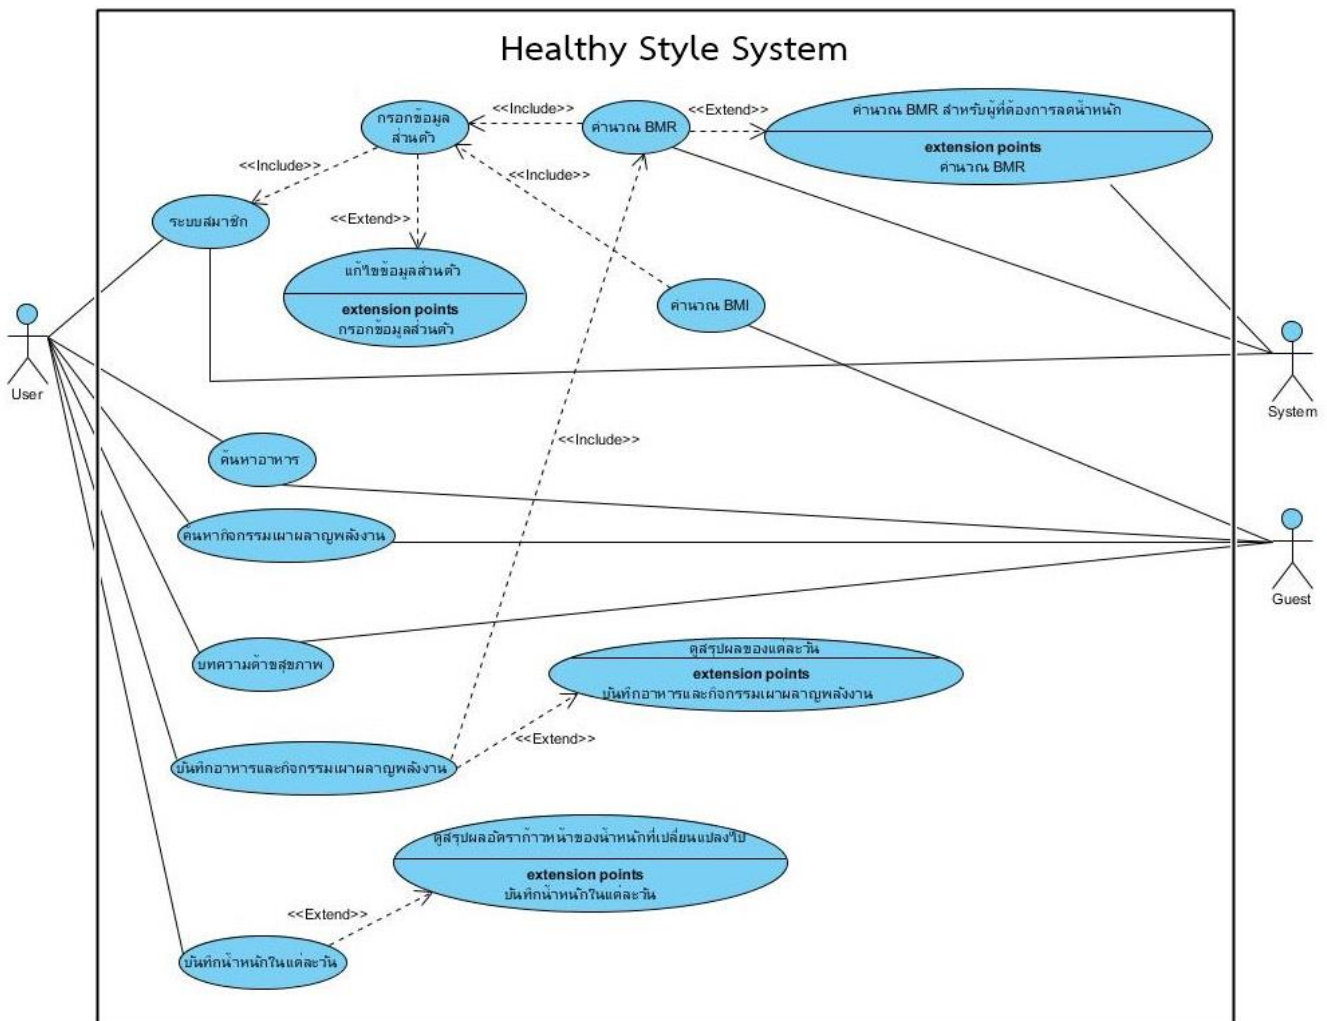 Healthy Style System
<<Include>>
<<Extend>>
คำนวณ BMR สำหรับผู้ที่ต้องการลดน้ำหนัก
กรอกข้อมูล
ส่วนตัว
คำนวณ BMR
extension points
คำนวณ BMR
<<Include>>
<<Include>>
ระบบสมาชิก
<<Extend>>
แก้ไขข้อมูลส่วนตัว
extension points
กรอกข้อมูลส่วนตัว
คำนวณ BMI
User
System
<<Include>>
ค้นหาอาหาร
ค้นหากิจกรรมเผาผลาญพลังงาน
Guest
บทความด้านสุขภาพ
ดูสรุปผลของแต่ละวัน
extension points
บันทึกอาหารและกิจกรรมเผาผลาญพลังงาน
<<Extend>>
บันทึกอาหารและกิจกรรมเผาผลาญพลังงาน
ดูสรุปผลอัตราก้าวหน้าของน้ำหนักที่เปลี่ยนแปลงไป
extension points
บันทึกน้ำหนักในแต่ละวัน
<<Extend>>
บันทึกน้ำหนักในแต่ละวัน